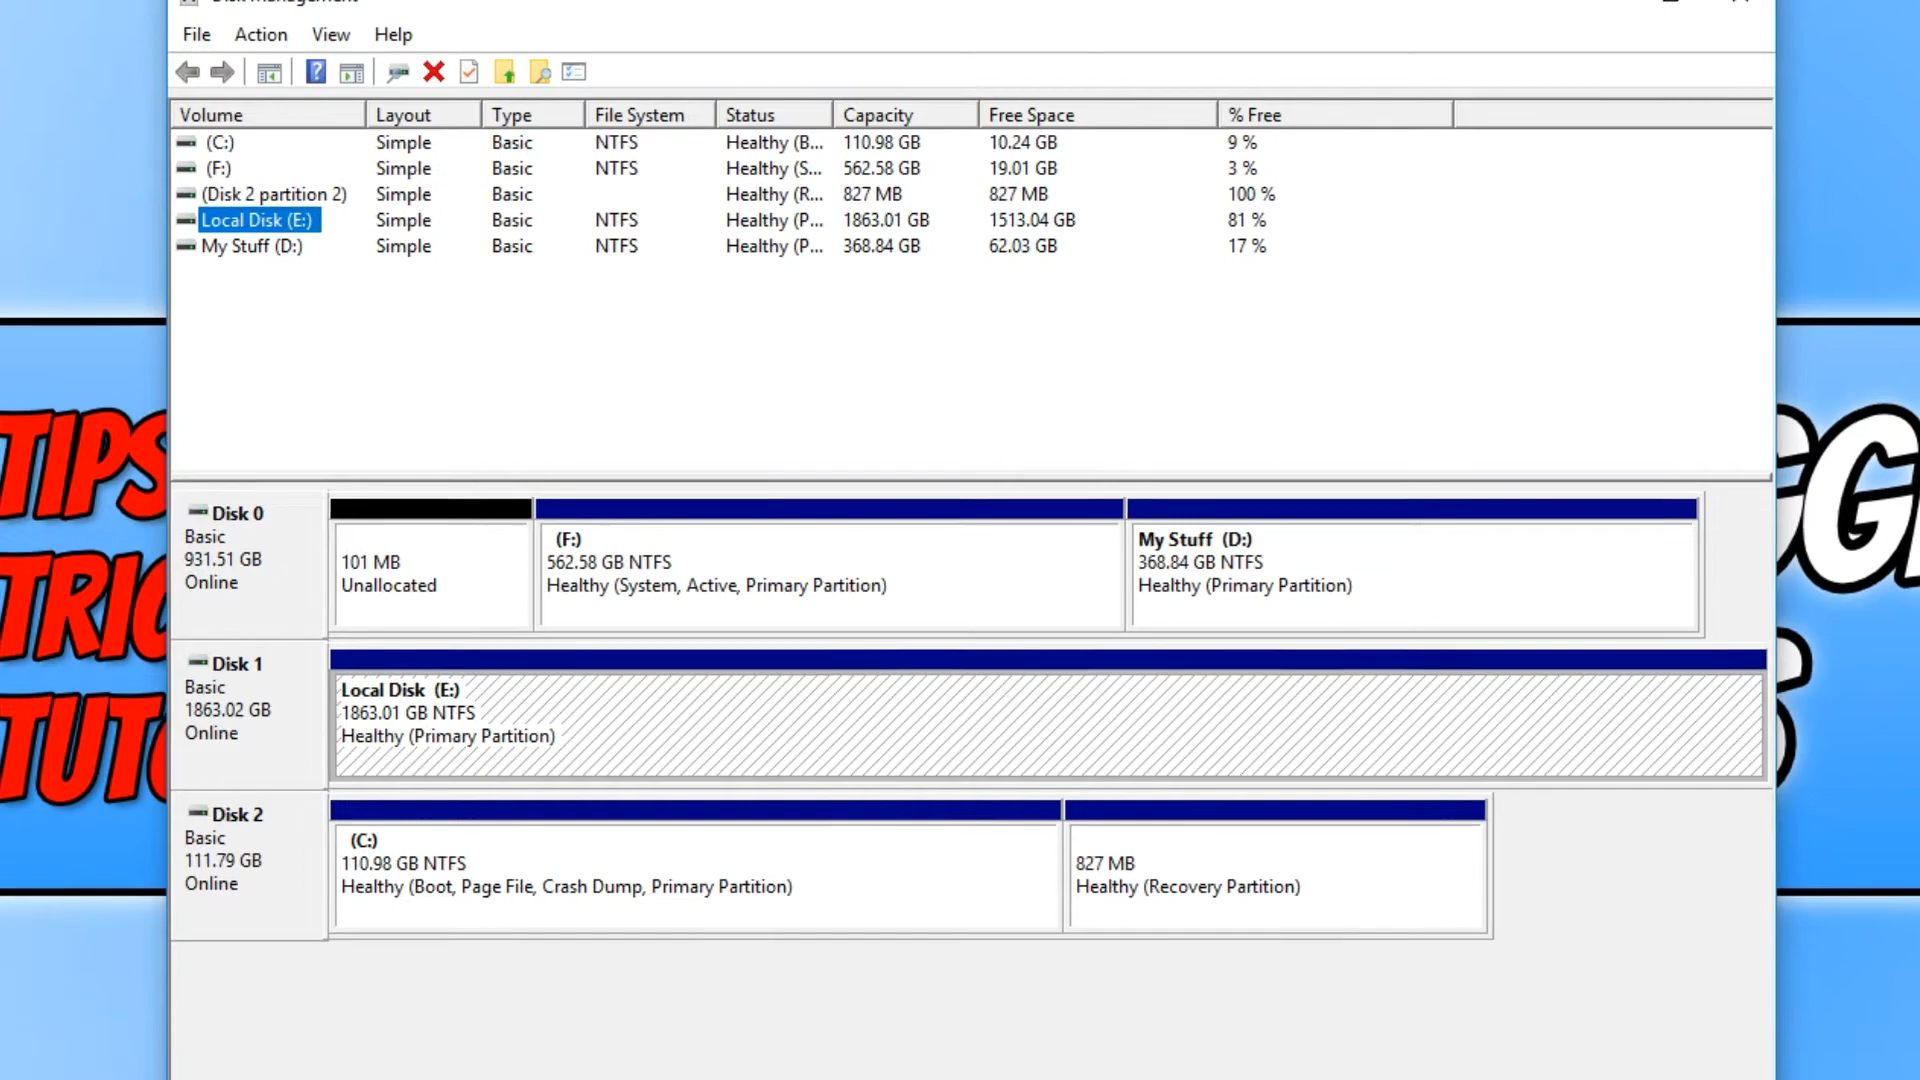 File Action View Help
Volume Layout Type File System Status Capacity Free Space % Free
(C:) Simple Basic NTFS Healthy (B... 110.98 GB 10.24 GB 9 %
(F:) Simple Basic NTFS Healthy (S... 562.58 GB 19.01 GB 3 %
(Disk 2 partition 2) Simple Basic Healthy (R... 827 MB 827 MB 100 %
Local Disk (E:) Simple Basic NTFS Healthy (P... 1863.01 GB 1513.04 GB 81 %
My Stuff (D:) Simple Basic NTFS Healthy (P... 368.84 GB 62.03 GB 17 %
TIPS
TRIC
TUT
Disk 0
Basic
931.51 GB
Online
101 MB
Unallocated
(F:)
562.58 GB NTFS
Healthy (System, Active, Primary Partition)
My Stuff (D:)
368.84 GB NTFS
Healthy (Primary Partition)
Disk 1
Basic
1863.02 GB
Online
Local Disk (E:)
1863.01 GB NTFS
Healthy (Primary Partition)
Disk 2
Basic
111.79 GB
Online
(C:)
110.98 GB NTFS
Healthy (Boot, Page File, Crash Dump, Primary Partition)
827 MB
Healthy (Recovery Partition)